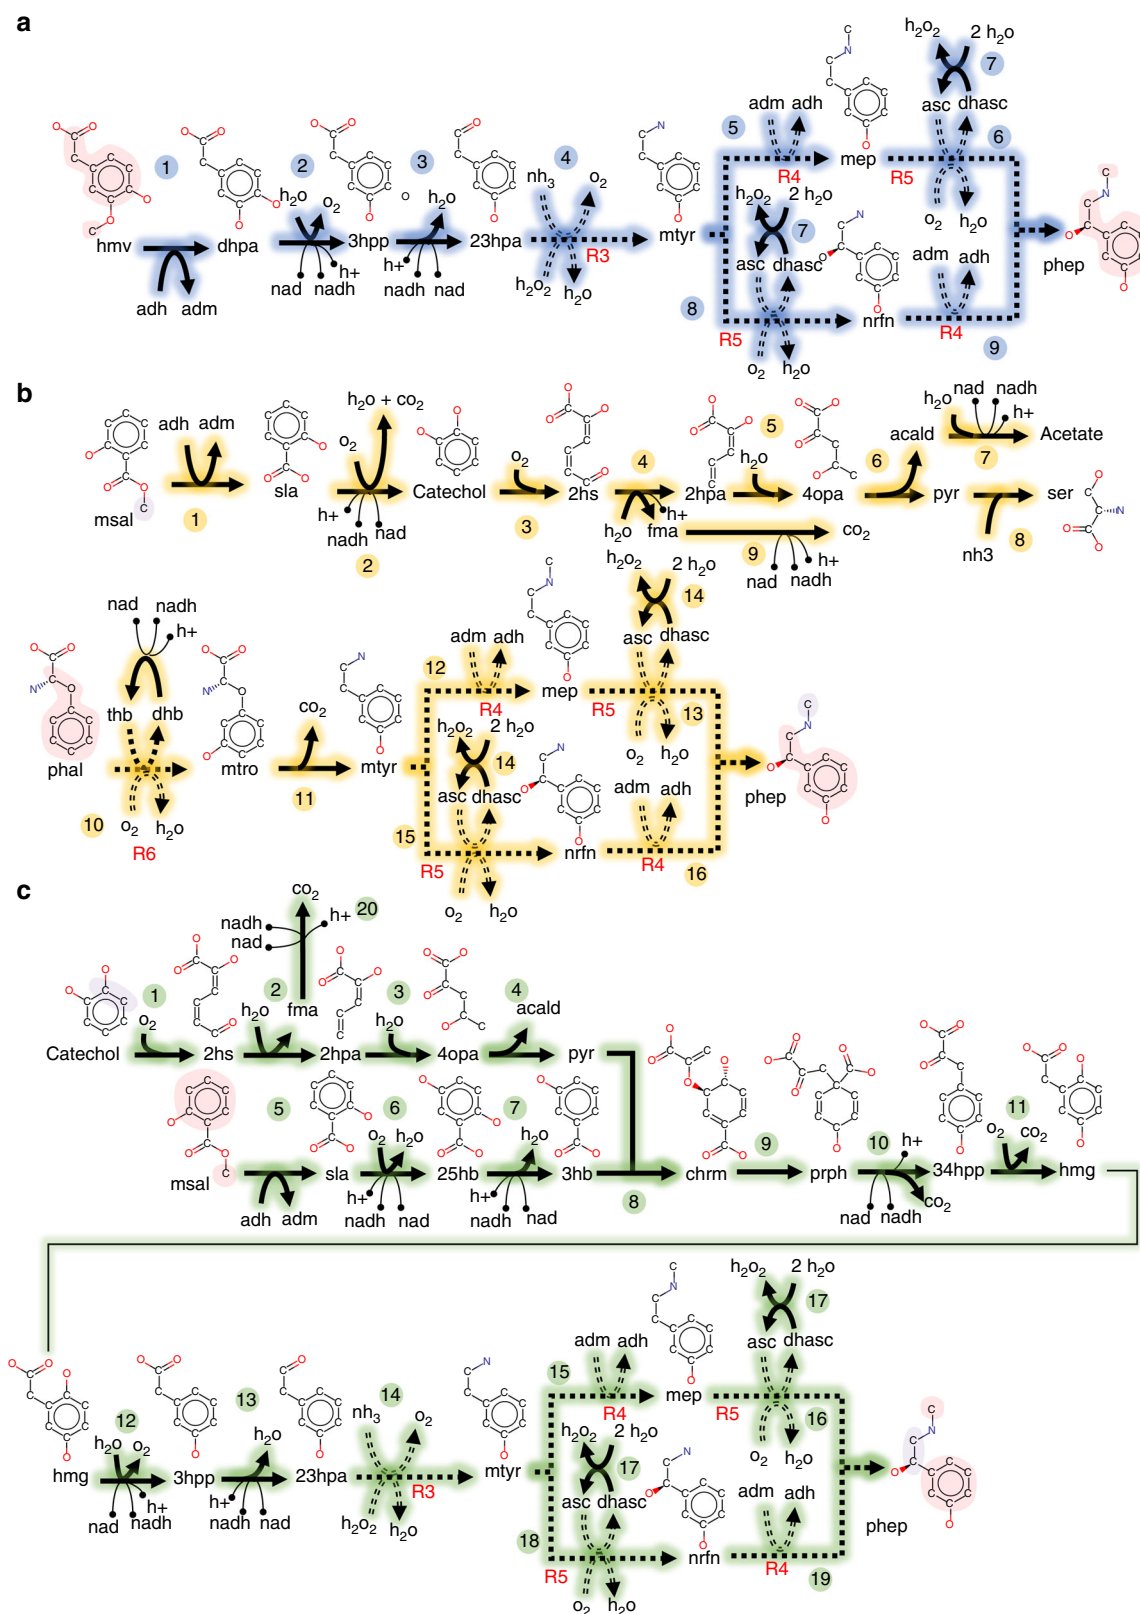 a
h2o2 2 h2o
7
adm adh asc dhasc
1 2 3 4 5 6
h2o o2 h2o nh3 o2 R4 mep R5
h2o2 2 h2o
7
hmv dhpa 3hpp 23hpa R3 mtyr asc dhasc o2 h2o adm adh phep
h+ h+
adh adm nad nadh nadh nad h2o2 h2o 8 R5 nrfn R4
o2 h2o 9
b
h2o + co2 nad nadh
adh adm o2 5 h2o h+
h2o acald Acetate
o2 4 6 7
msal sla Catechol 2hs 2hpa 4opa pyr ser
1 h+ nadh nad 3 h2o fma h+ co2 nh3 8
2 9 nad nadh h+
h2o2 2 h2o
nad nadh 14
h+ adm adh asc dhasc
12
thb dhb co2 R4 mep R5 13
h2o2 2 h2o
14 o2 h2o
phal mtro mtyr asc dhasc adm adh phep
10 o2 h2o 11 15 nrfn R4
R6 R5 16
o2 h2o
c
co2
nadh h+ 20
nad
1 2 fma 3 4
o2 h2o h2o acald
Catechol 2hs 2hpa 4opa pyr
5 6 7
o2 h2o h2o 9 10 h+ 11 o2 co2
msal sla 25hb 3hb chrm prph 34hpp hmg
h+ h+ 8
adh adm nadh nad nadh nad nad nadh co2
h2o2 2 h2o
17
15 adm adh asc dhasc
12 13 14
h2o o2 h2o nh3 o2 R4 mep R5 16
h2o2 2 h2o
17 o2 h2o
hmg 3hpp 23hpa R3 mtyr asc dhasc adm adh
h+ h+
nad nadh nadh nad h2o2 h2o phep
18 R5 nrfn R4 19
o2 h2o